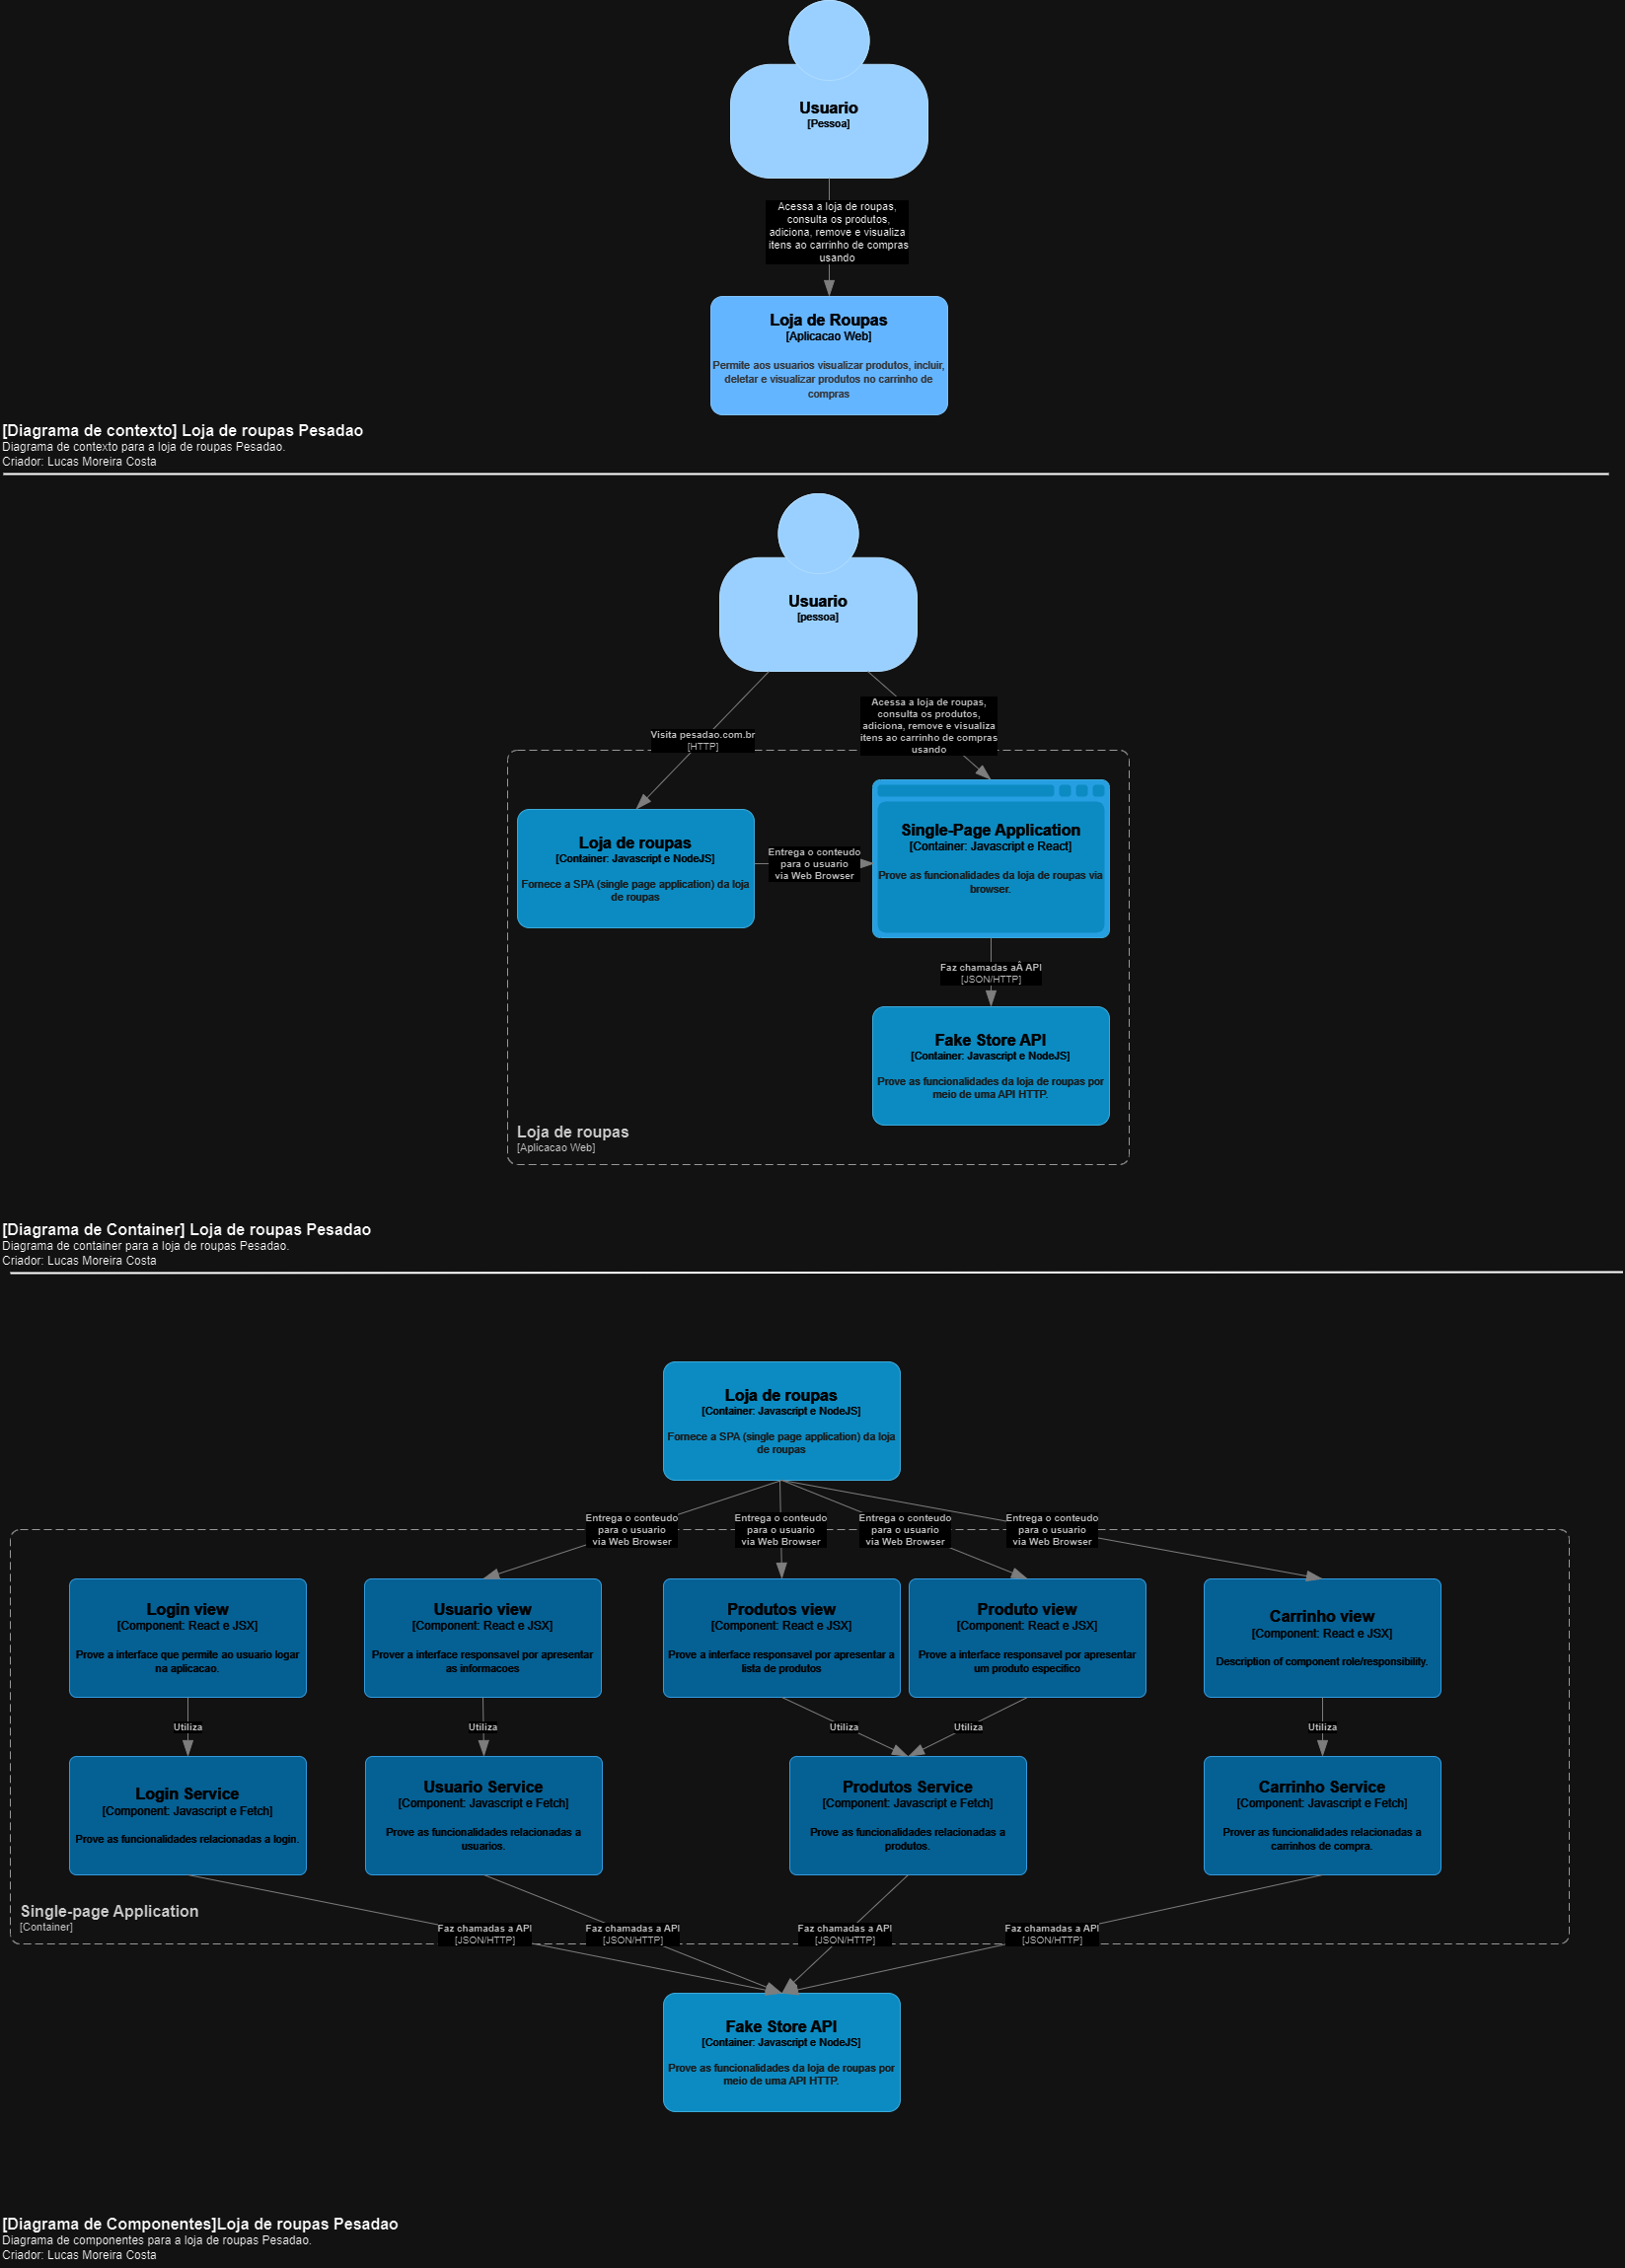 Usuario
[Pessoa]
Acessa a loja de roupas,
consulta os produtos,
adiciona, remove e visualiza
itens ao carrinho de compras
usando
Loja de Roupas
[Aplicacao Web]
Permite aos usuarios visualizar produtos, incluir,
deletar e visualizar produtos no carrinho de
compras
[Diagrama de contexto] Loja de roupas Pesadao
Diagrama de contexto para a loja de roupas Pesadao.
Criador: Lucas Moreira Costa
Usuario
[pessoa]
Visita pesadao.com.br
[HTTP]
Acessa a loja de roupas,
consulta os produtos,
adiciona, remove e visualiza
itens ao carrinho de compras
usando
Loja de roupas
[Container: Javascript e NodeJS]
Fornece a SPA (single page application) da loja
de roupas
Entrega o conteudo
para o usuario
via Web Browser
Single-Page Application
[Container: Javascript e React]
Prove as funcionalidades da loja de roupas via
browser.
Faz chamadas aÂ API
[JSON/HTTP]
Fake Store API
[Container: Javascript e NodeJS]
Prove as funcionalidades da loja de roupas por
meio de uma API HTTP.
Loja de roupas
[Aplicacao Web]
[Diagrama de Container] Loja de roupas Pesadao
Diagrama de container para a loja de roupas Pesadao.
Criador: Lucas Moreira Costa
Loja de roupas
[Container: Javascript e NodeJS]
Fornece a SPA (single page application) da loja
de roupas
Entrega o conteudo
para o usuario
via Web Browser
Entrega o conteudo
para o usuario
via Web Browser
Entrega o conteudo
para o usuario
via Web Browser
Entrega o conteudo
para o usuario
via Web Browser
Login view
[Component: React e JSX]
Prove a interface que permite ao usuario logar
na aplicacao.
Usuario view
[Component: React e JSX]
Prover a interface responsavel por apresentar
as informacoes
Produtos view
[Component: React e JSX]
Prove a interface responsavel por apresentar a
lista de produtos
Produto view
[Component: React e JSX]
Prove a interface responsavel por apresentar
um produto especifico
Carrinho view
[Component: React e JSX]
Description of component role/responsibility.
Utiliza
Utiliza
Utiliza
Utiliza
Utiliza
Login Service
[Component: Javascript e Fetch]
Prove as funcionalidades relacionadas a login.
Usuario Service
[Component: Javascript e Fetch]
Prove as funcionalidades relacionadas a
usuarios.
Produtos Service
[Component: Javascript e Fetch]
Prove as funcionalidades relacionadas a
produtos.
Carrinho Service
[Component: Javascript e Fetch]
Prover as funcionalidades relacionadas a
carrinhos de compra.
Single-page Application
[Container]
Faz chamadas a API
[JSON/HTTP]
Faz chamadas a API
[JSON/HTTP]
Faz chamadas a API
[JSON/HTTP]
Faz chamadas a API
[JSON/HTTP]
Fake Store API
[Container: Javascript e NodeJS]
Prove as funcionalidades da loja de roupas por
meio de uma API HTTP.
[Diagrama de Componentes]Loja de roupas Pesadao
Diagrama de componentes para a loja de roupas Pesadao.
Criador: Lucas Moreira Costa